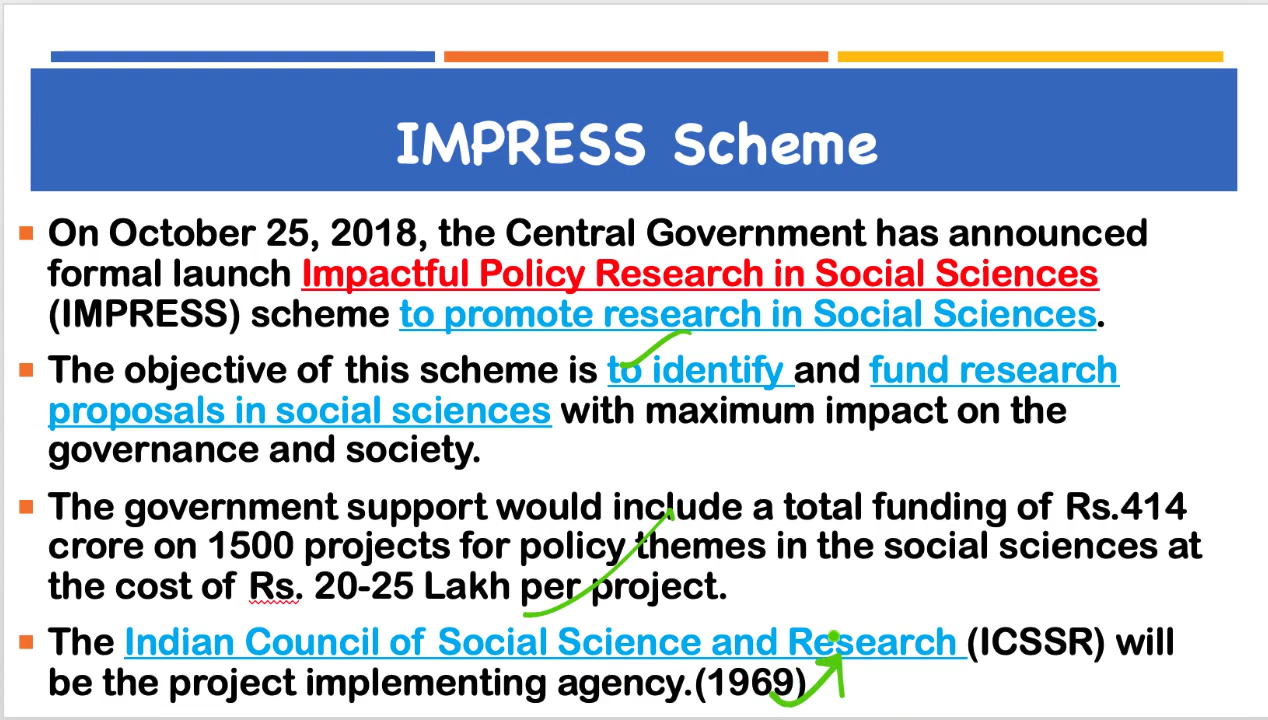 IMPRESS Scheme
On October 25, 2018, the Central Government has announced
formal launch Impactful Policy Research in Social Sciences
(IMPRESS) scheme to promote research in Social Sciences.
The objective of this scheme is to identify and fund research
proposals in social sciences with maximum impact on the
governance and society.
The government support would include a total funding of Rs.414
crore on 1500 projects for policy themes in the social sciences at
the cost of Rs. 20-25 Lakh per project.
The Indian Council of Social Science and Research (ICSSR) will
be the project implementing agency.(1969)